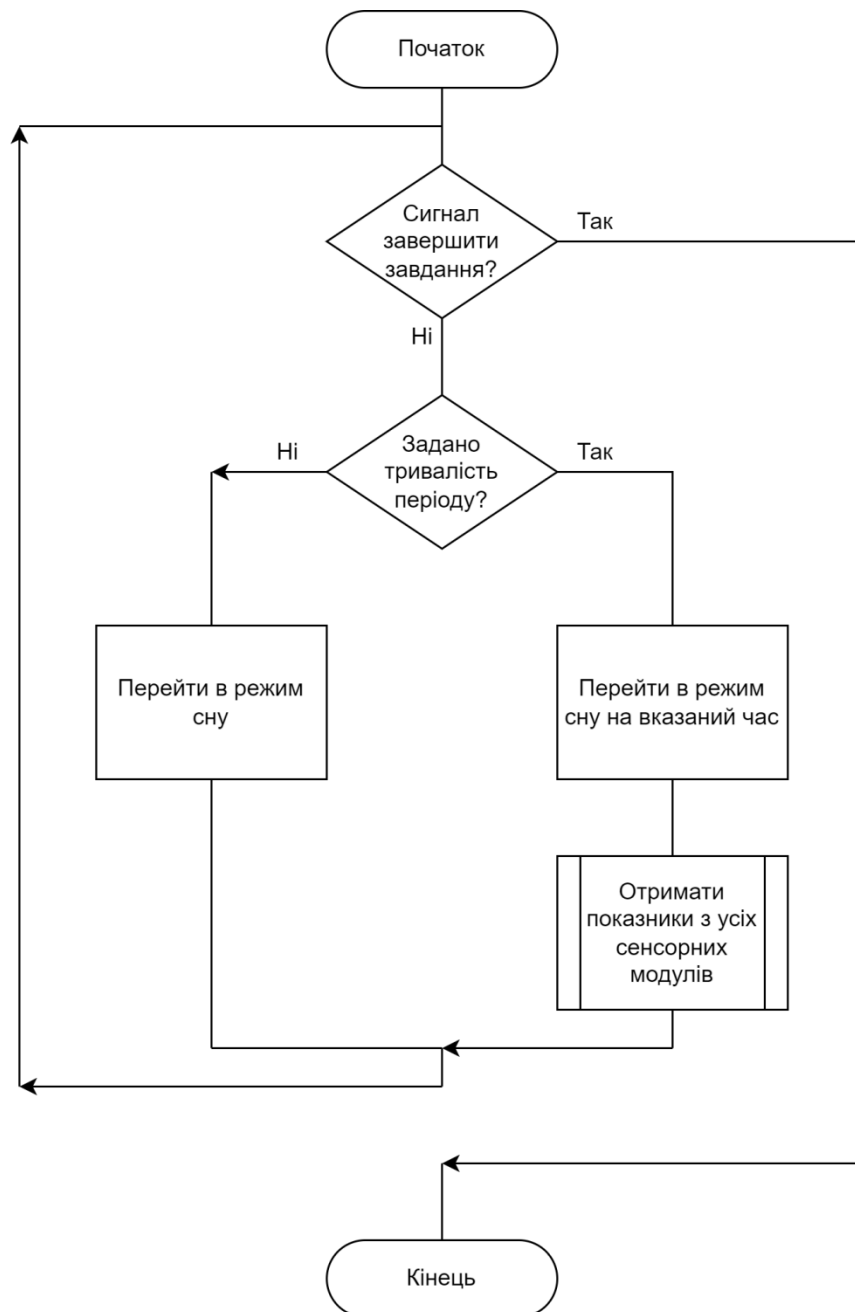 Початок
Сигнал
завершити
завдання?
Так
Ні
Задано
тривалість
періоду?
Ні
Так
Перейти в режим
сну
Перейти в режим
сну на вказаний час
Отримати
показники з усіх
сенсорних
модулів
Кінець